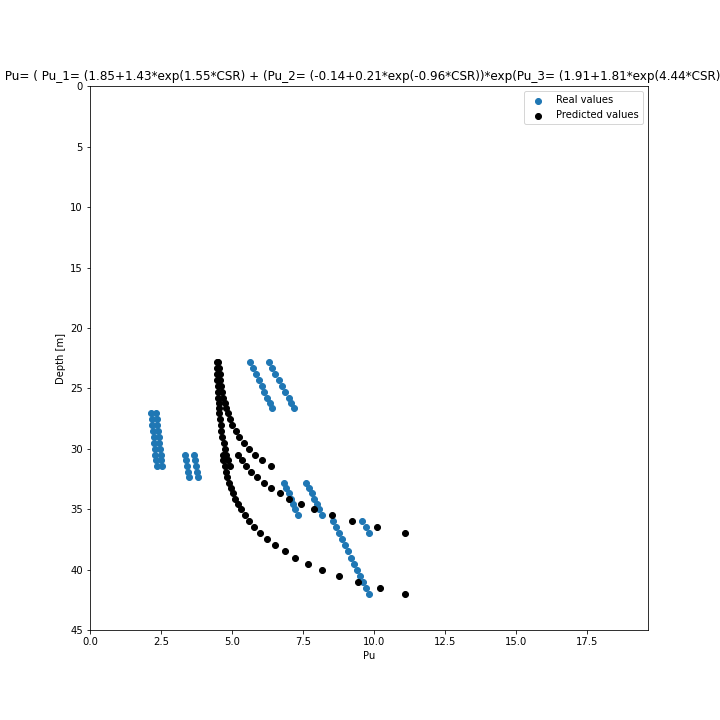 Pu= ( Pu_1= (1.85+1.43*exp(1.55*CSR) + (Pu_2= (-0.14+0.21*exp(-0.96*CSR))*exp(Pu_3= (1.91+1.81*exp(4.44*CSR)
Real values
Predicted values
0
5
10
15
20
25
30
35
40
45
Depth [m]
0.0 2.5 5.0 7.5 10.0 12.5 15.0 17.5
Pu